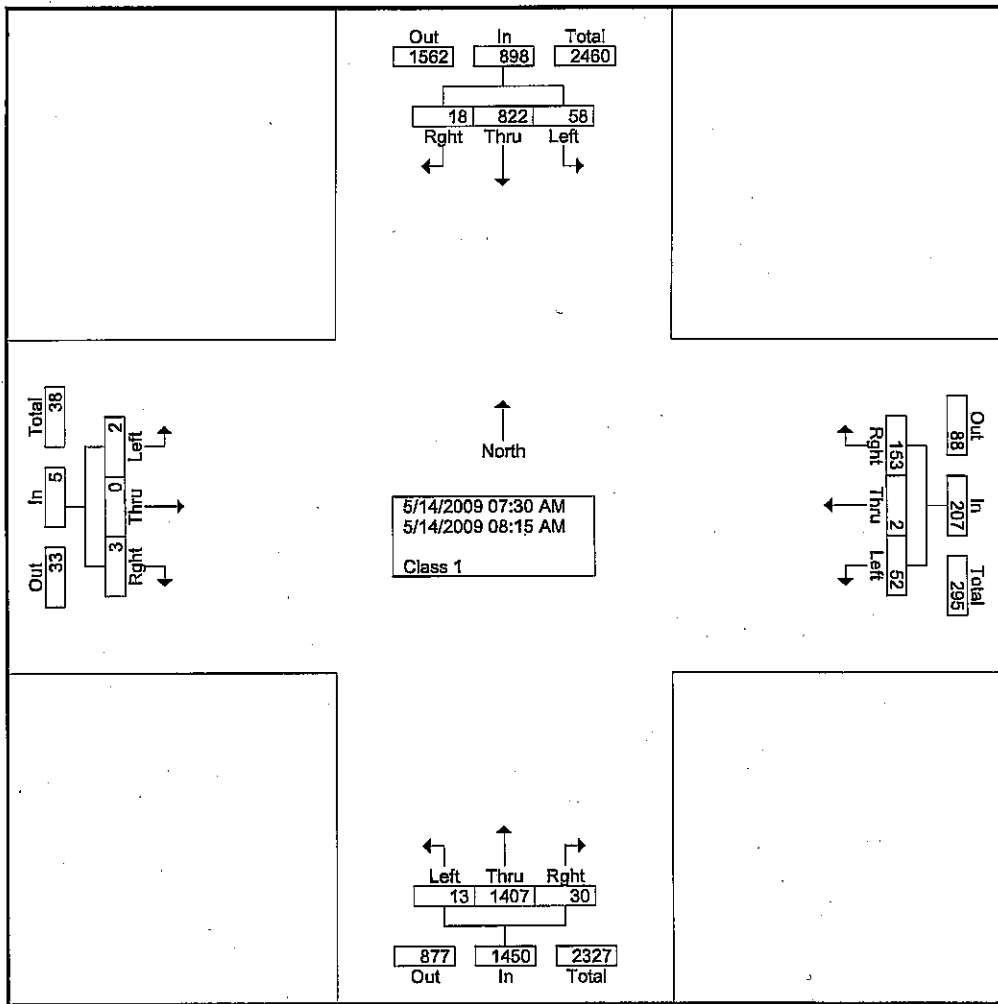 Out In Total
1562 898 2460
18 822 58
Rght Thru Left
Total 38
In 5
Out 33
2 Left
0 Thru
3 Rght
North
5/14/2009 07:30 AM
5/14/2009 08:15 AM
Class 1
Rght 153
Thru 2
Left 52
Out 88
In 207
Total 295
Left Thru Rght
13 1407 30
877 1450 2327
Out In Total